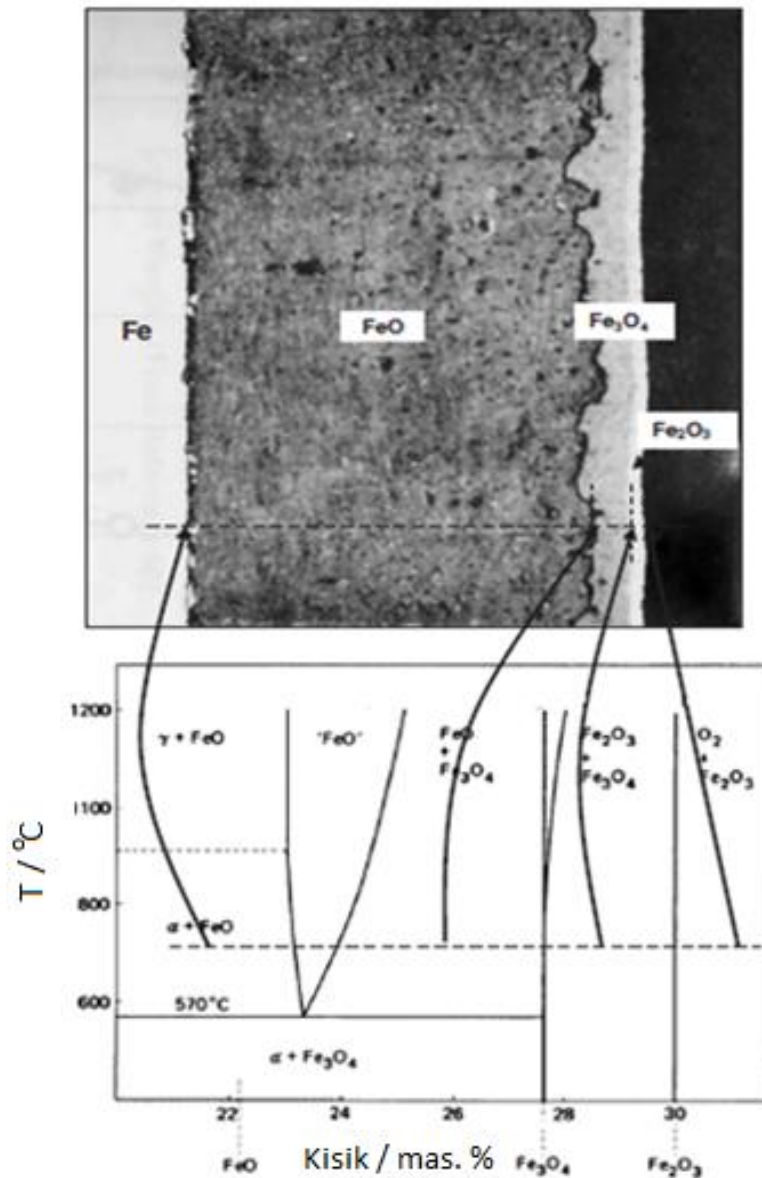 Fe
FeO
Fe₃O₄
Fe₂O₃
1200
1100
800
600
T / °C
γ + FeO
"FeO"
FeO
+
Fe₃O₄
Fe₂O₃
+
Fe₃O₄
O₂
+
Fe₂O₃
α + FeO
570°C
α + Fe₃O₄
22
24
26
28
30
FeO
Kisik / mas. %
Fe₃O₄
Fe₂O₃